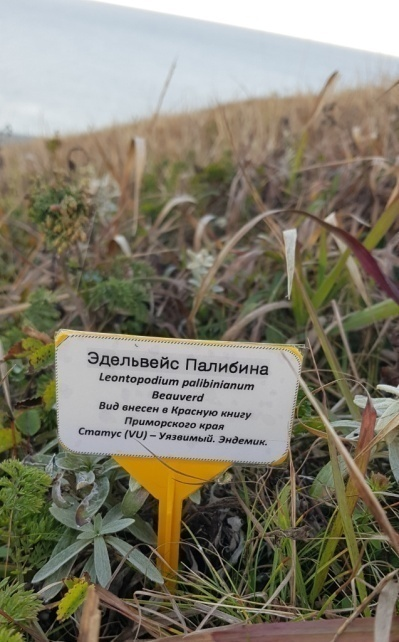 Эдельвейс Палибина
Leontopodium palibinianum
Beauverd
Вид внесен в Красную книгу
Приморского края
Статус (VU) – Уязвимый. Эндемик.